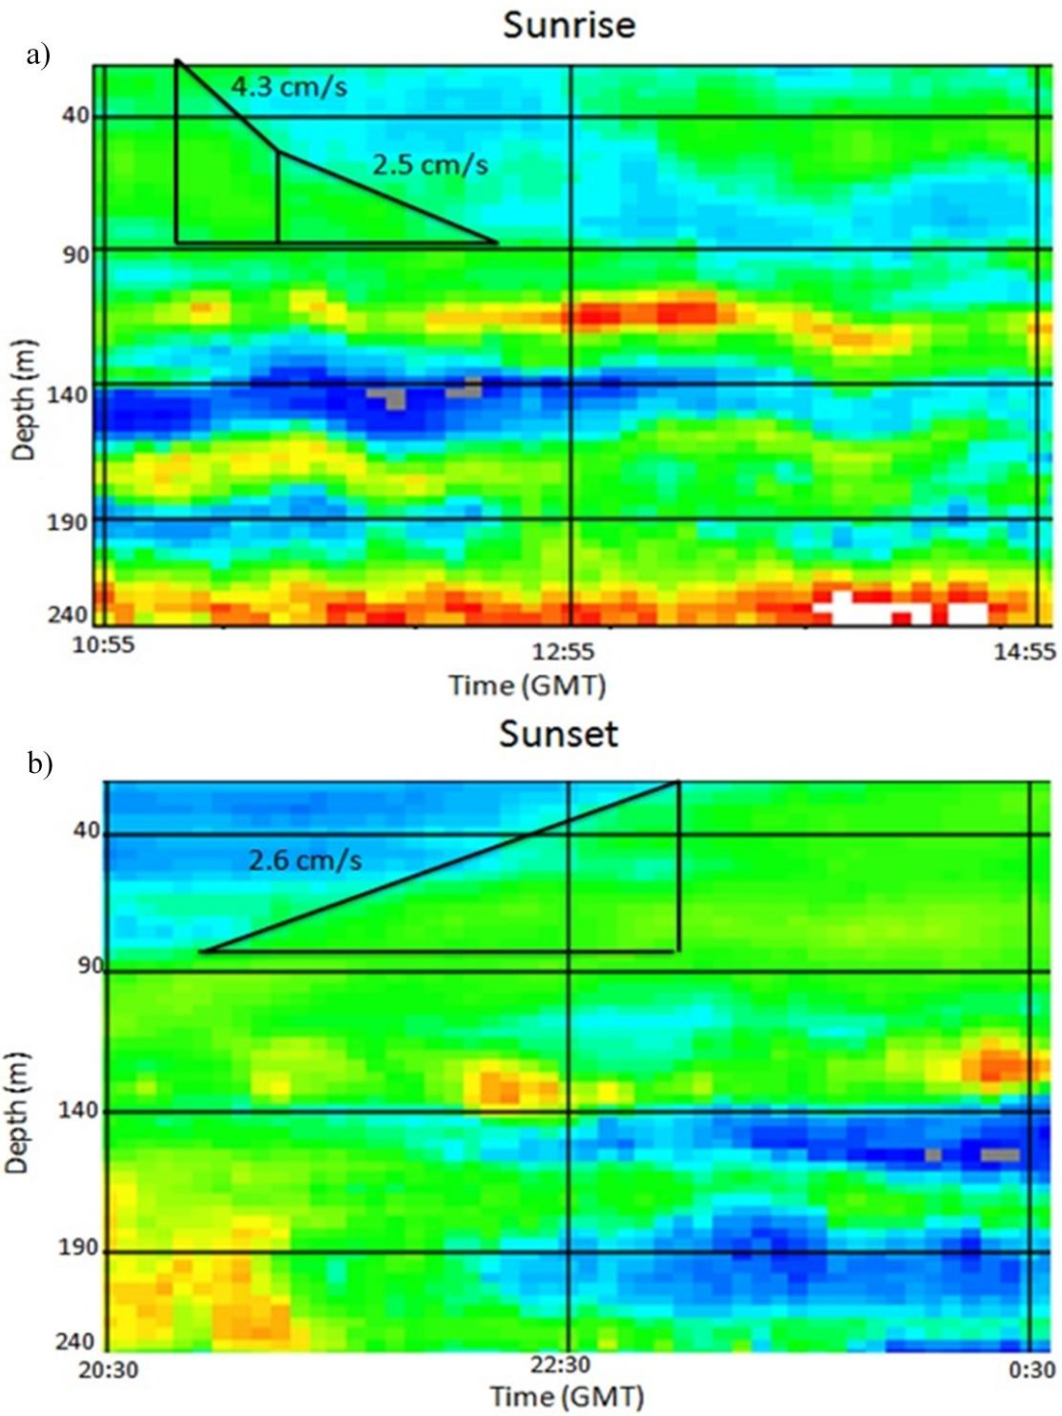 Sunrise
a)
4.3 cm/s
2.5 cm/s
40
90
140
190
240
Depth (m)
10:55
12:55
14:55
Time (GMT)
Sunset
b)
2.6 cm/s
40
90
140
190
240
Depth (m)
20:30
22:30
0:30
Time (GMT)